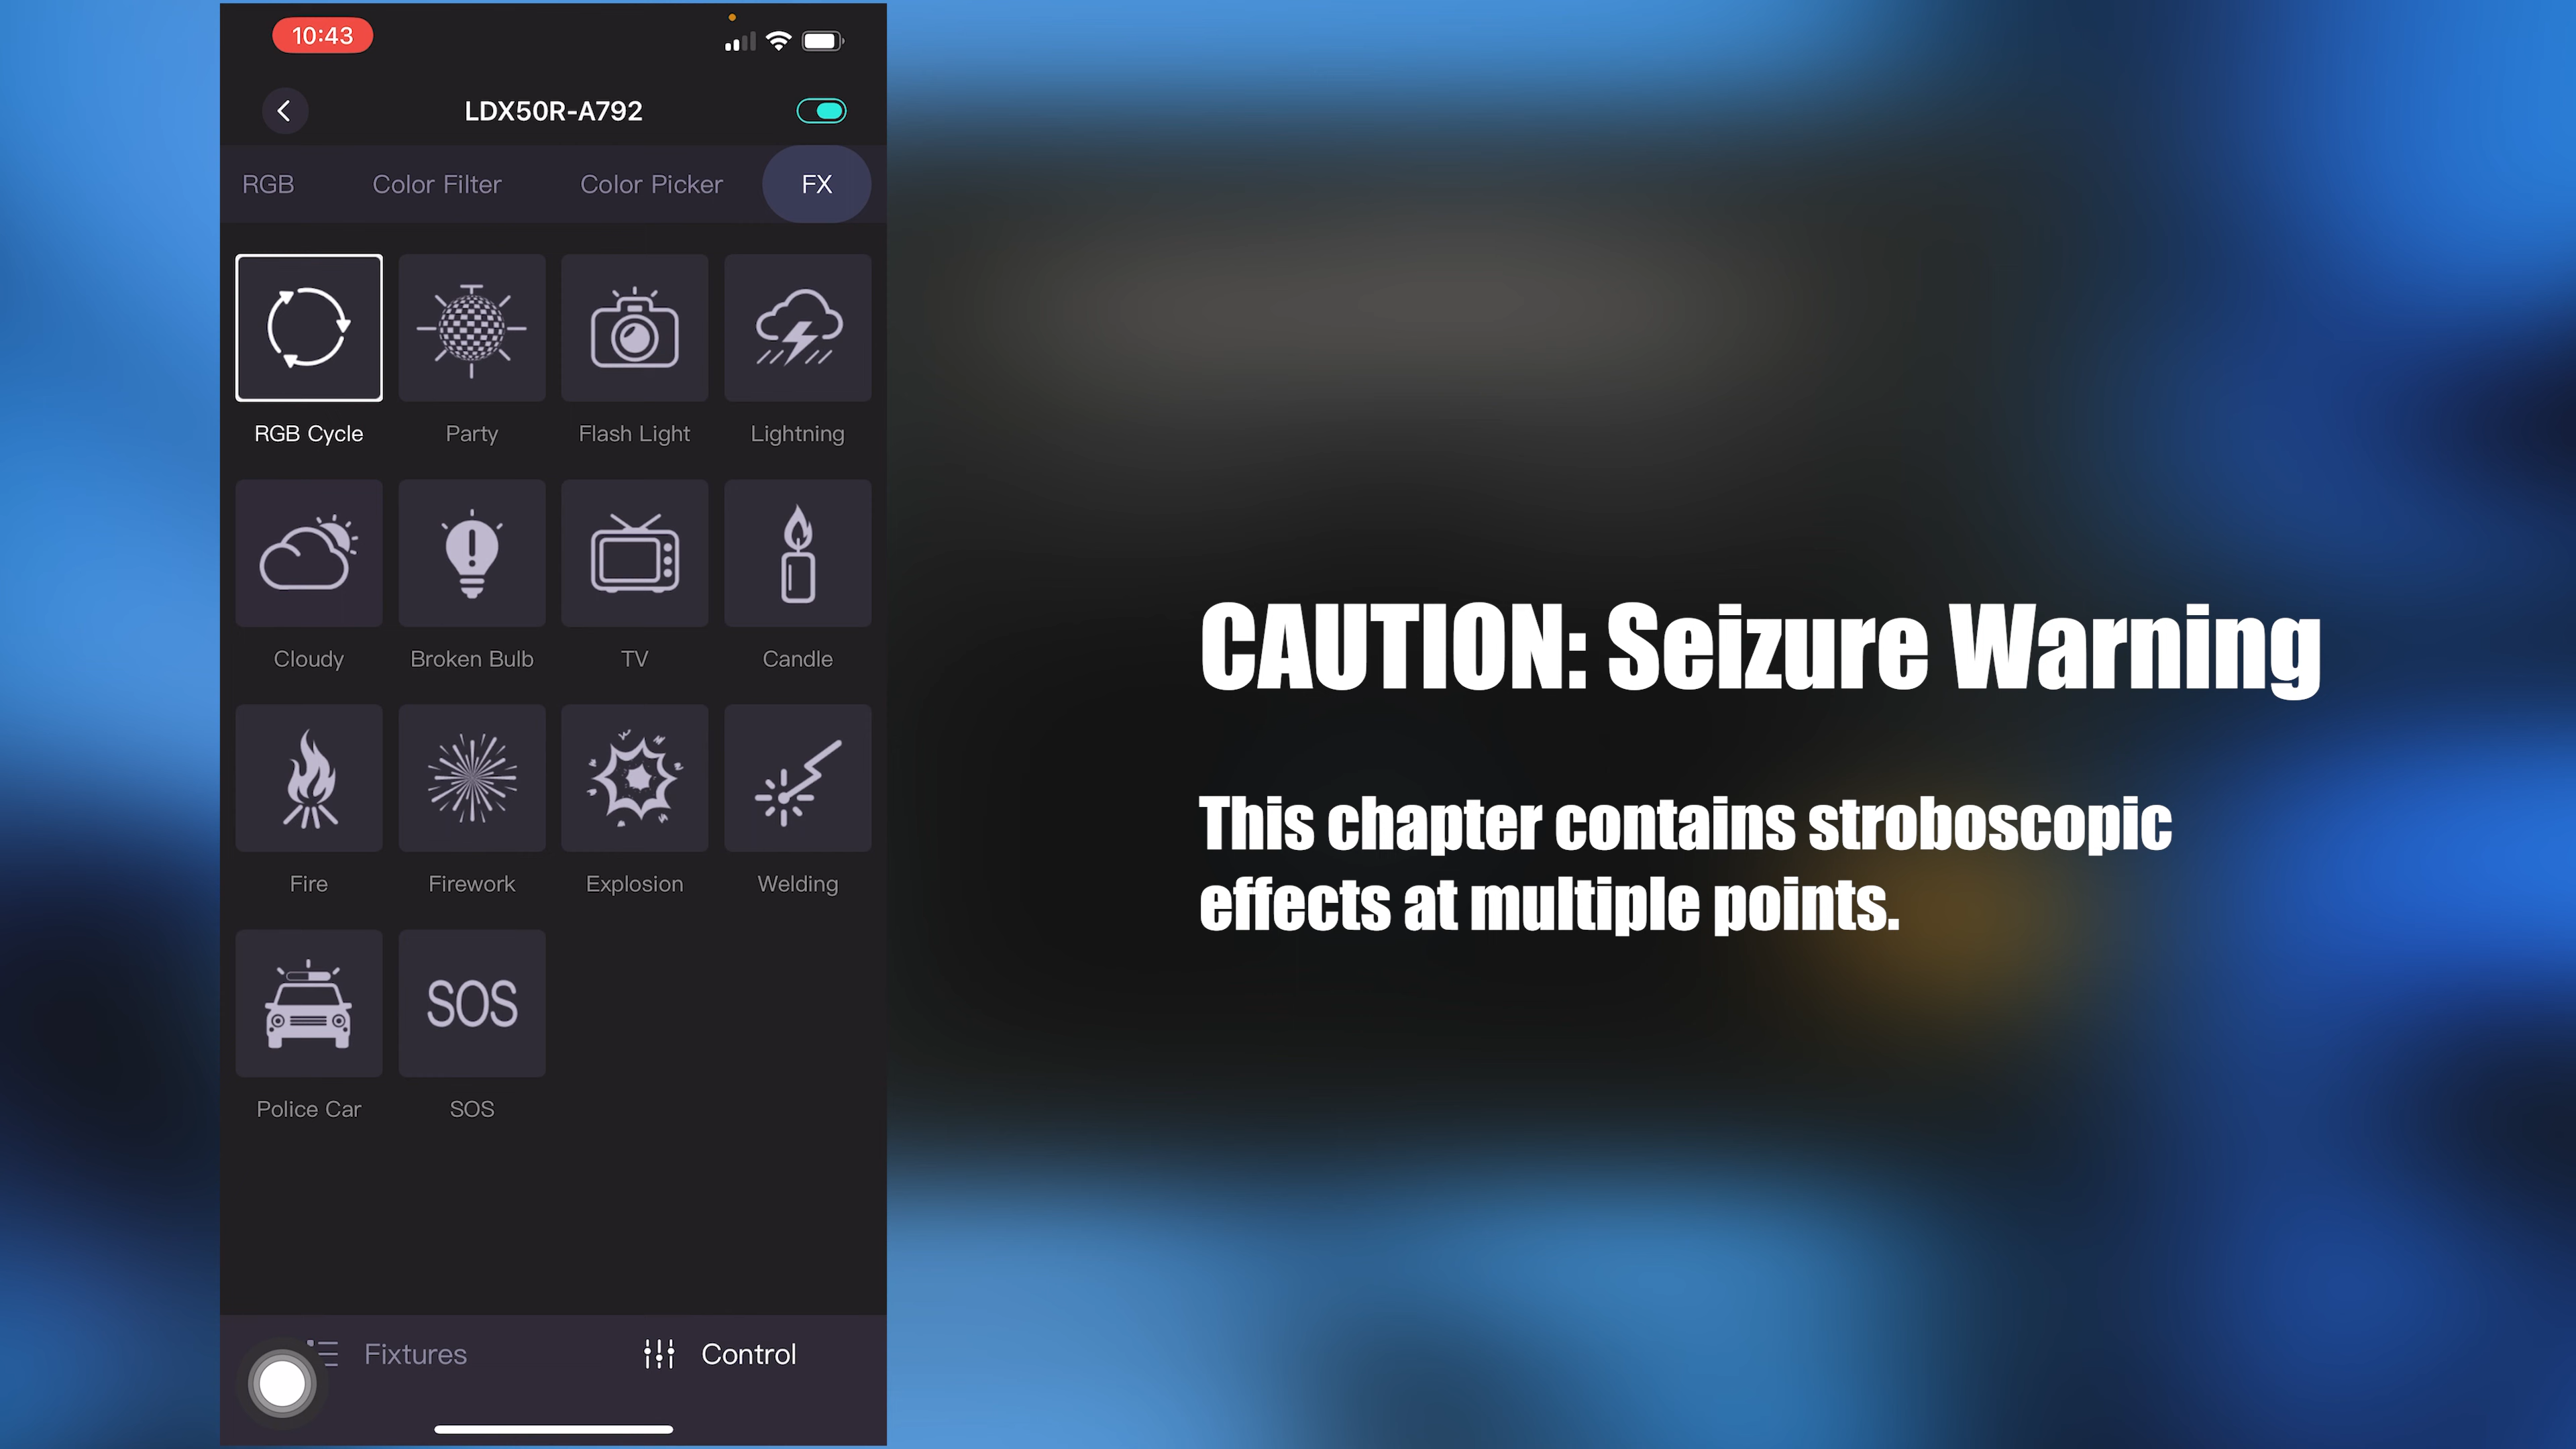 10:43
LDX50R-A792
RGB Color Filter Color Picker FX
RGB Cycle Party Flash Light Lightning
Cloudy Broken Bulb TV Candle
Fire Firework Explosion Welding
SOS
Police Car SOS
Fixtures Control
CAUTION: Seizure Warning
This chapter contains stroboscopic
effects at multiple points.